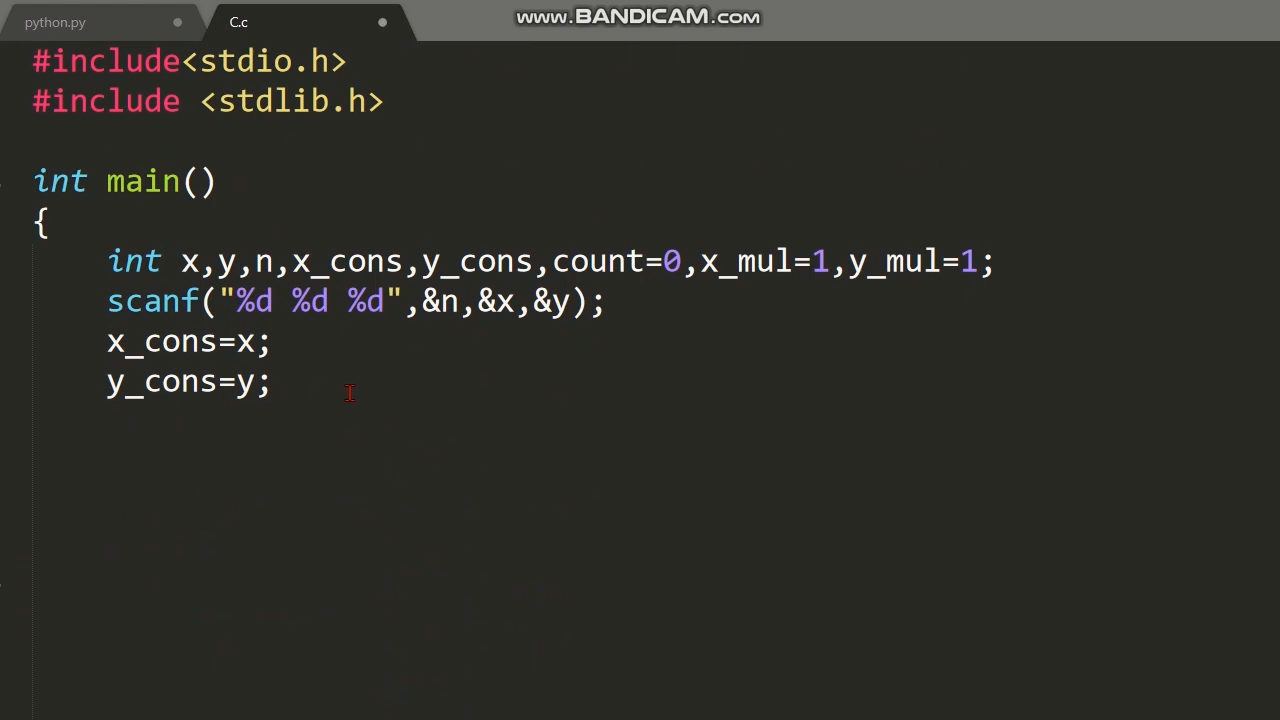 python.py
C.c
www.BANDICAM.com
#include<stdio.h>
#include <stdlib.h>
int main()
{
int x,y,n,x_cons,y_cons,count=0,x_mul=1,y_mul=1;
scanf("%d %d %d",&n,&x,&y);
x_cons=x;
y_cons=y;